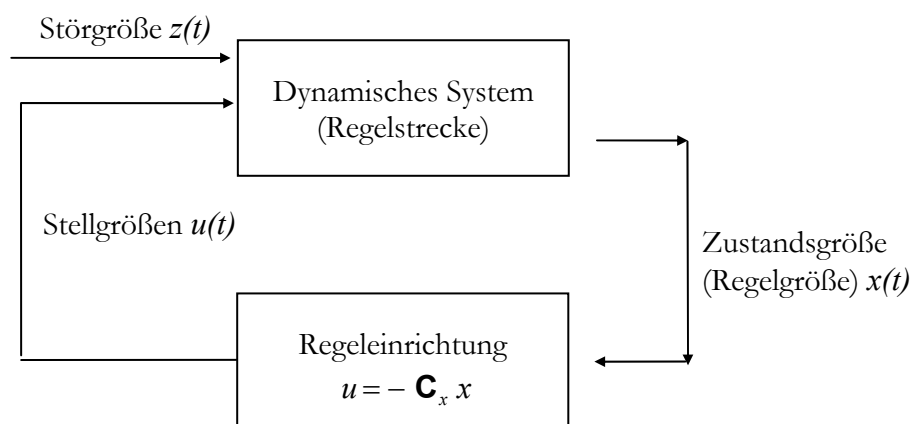 Störgröße z(t)
Dynamisches System
(Regelstrecke)
Stellgrößen u(t)
Zustandsgröße
(Regelgröße) x(t)
Regeleinrichtung
u = – Cₓ x